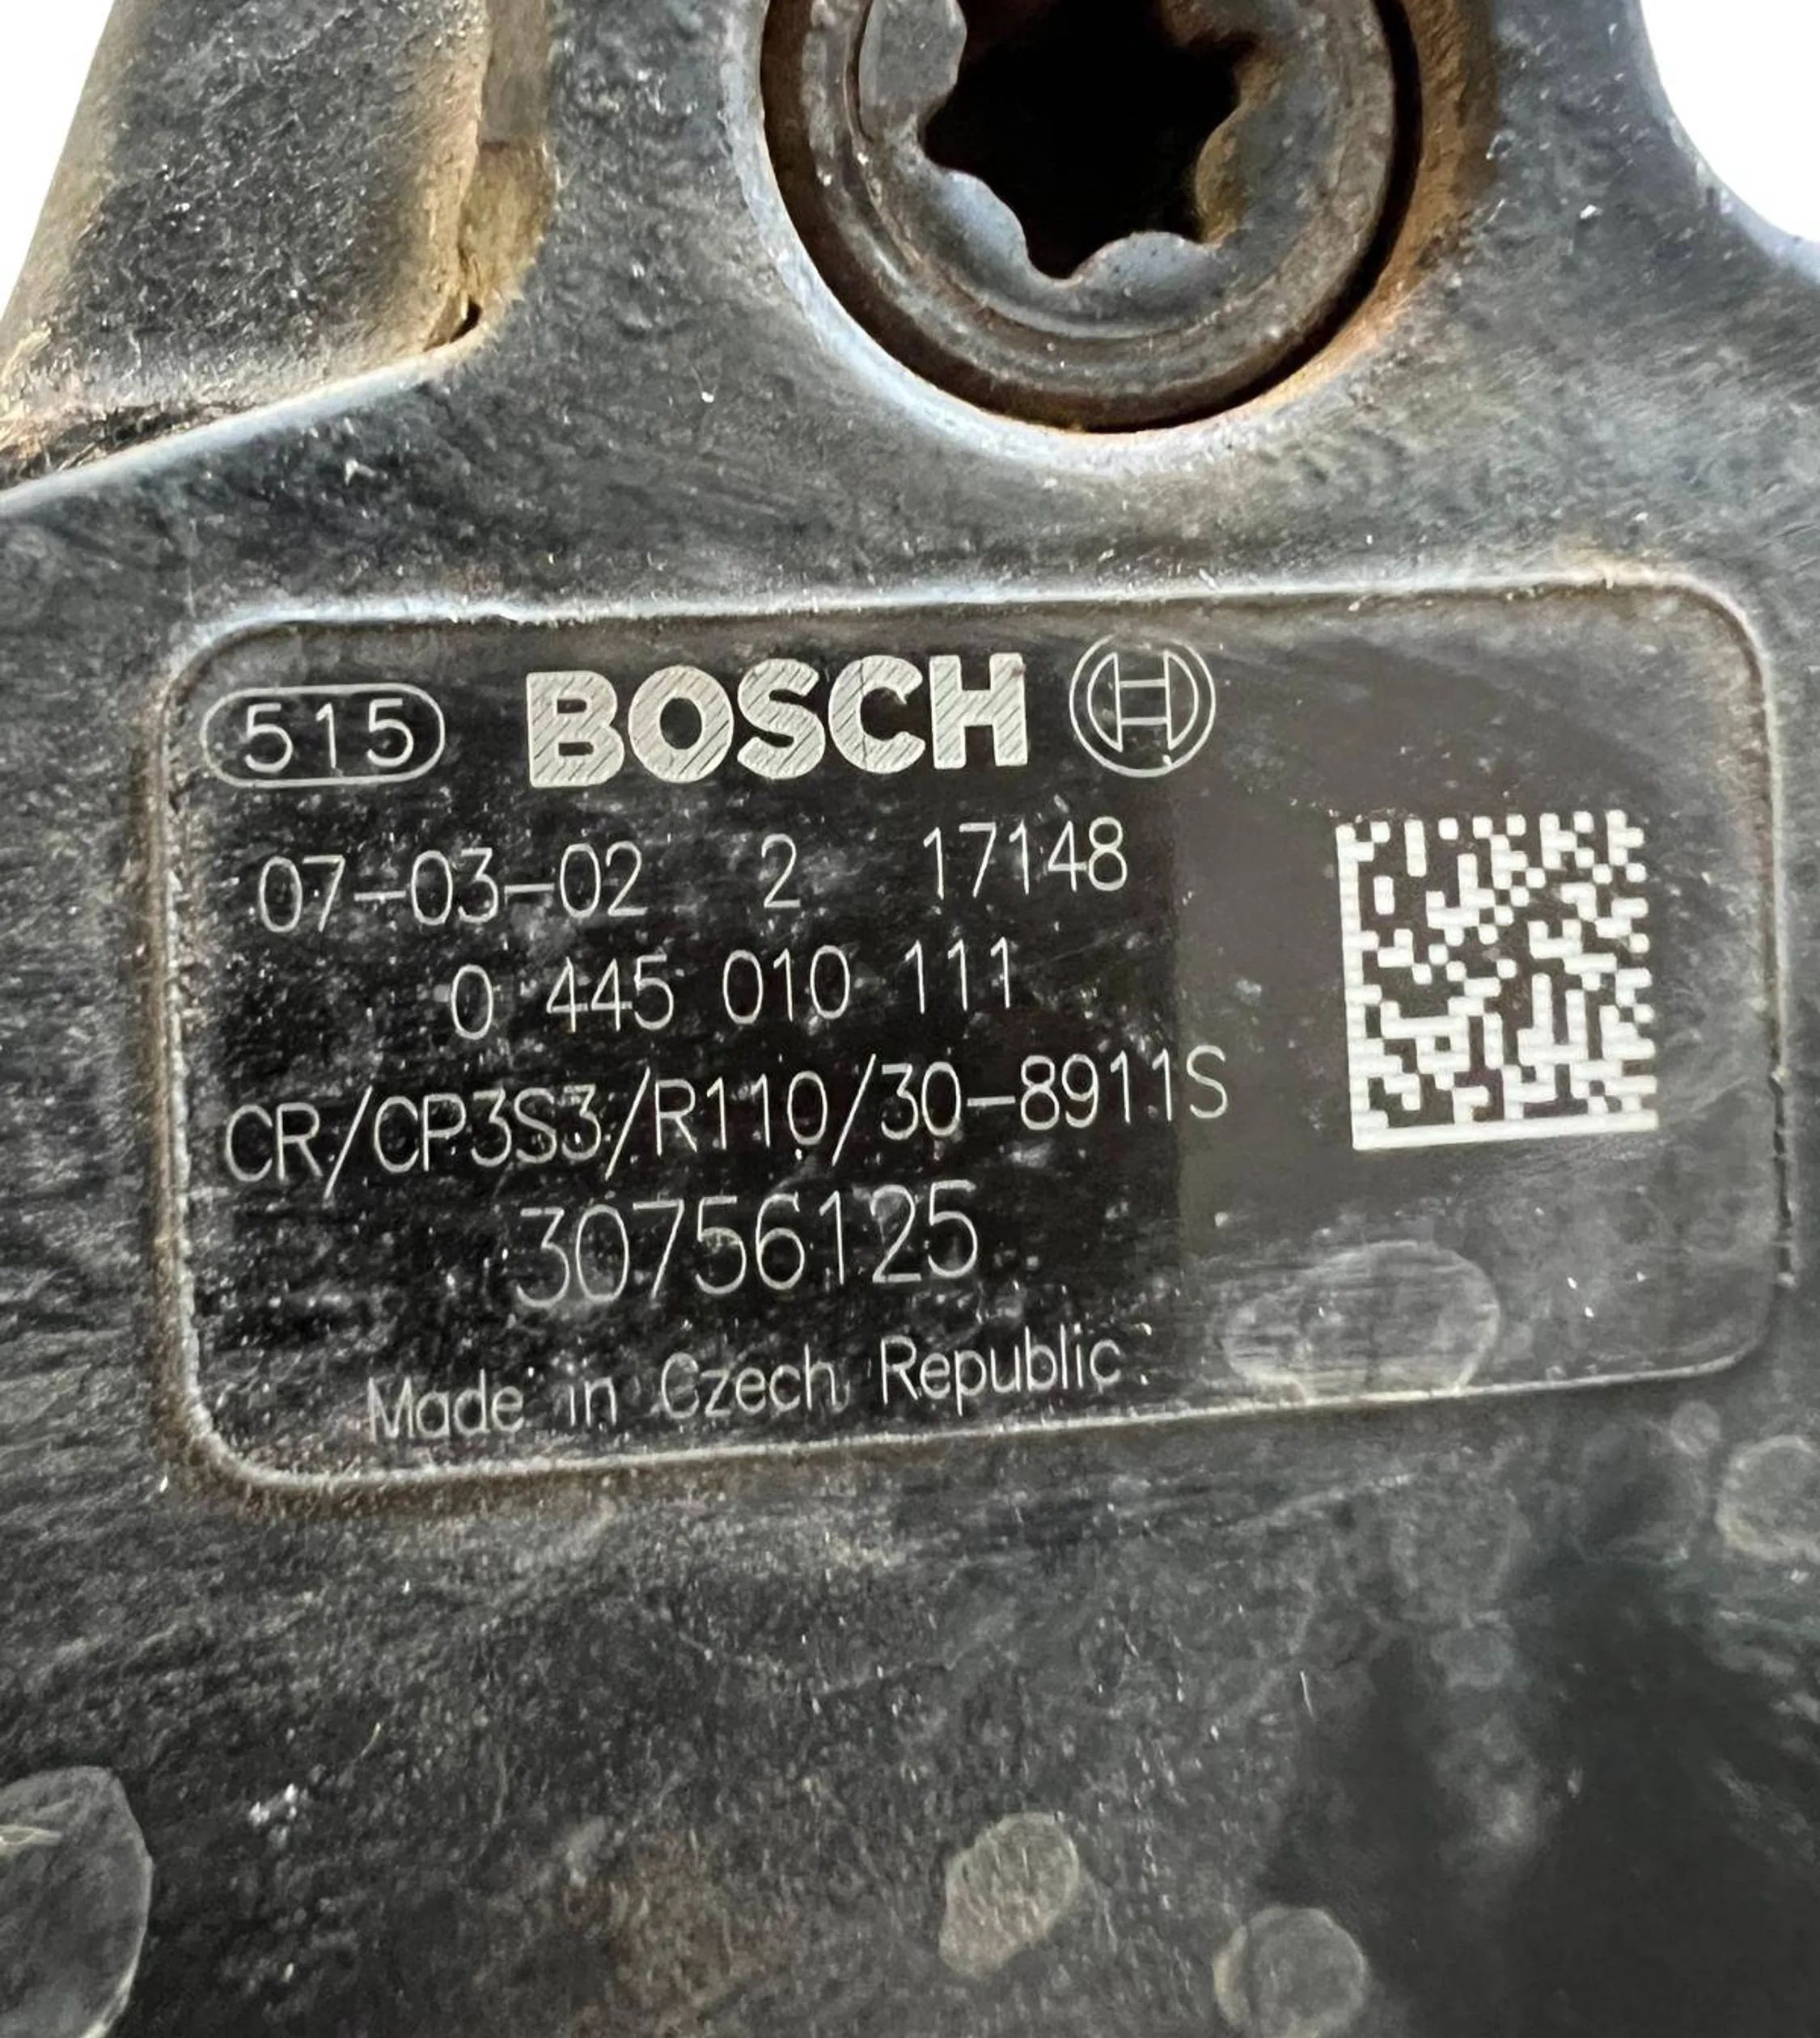 515 BOSCH
07-03-02 2 17148
0 445 010 111
CR/CP3S3/R110/30-8911S
30756125
Made in Czech Republic